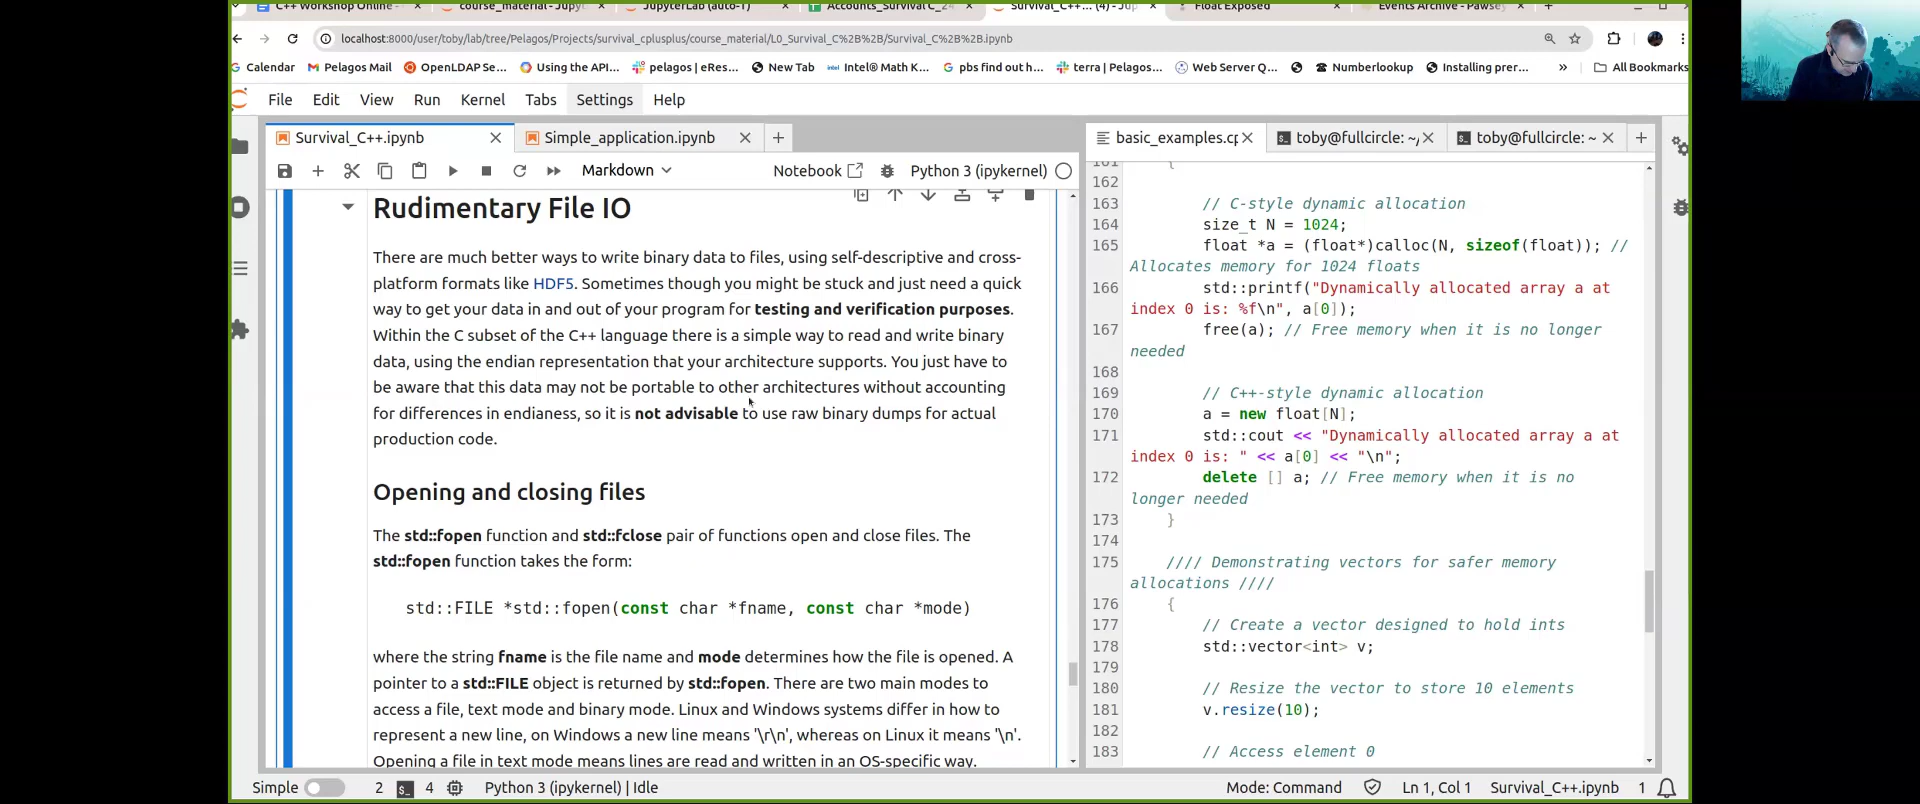 C++ Workshop Online -
course_material - Jupyt
JupyterLab (auto-1)
Accounts_Survival C_24
Survival_C++... (4) - Jup
Float Exposed
Events Archive - Pawsey
localhost:8000/user/toby/lab/tree/Pelagos/Projects/survival_cplusplus/course_material/L0_Survival_C%2B%2B/Survival_C%2B%2B.ipynb
Calendar
Pelagos Mail
OpenLDAP Se...
Using the API...
pelagos | eRes...
New Tab
Intel® Math K...
pbs find out h...
terra | Pelagos...
Web Server Q...
Numberlookup
Installing prer...
»
All Bookmarks
File Edit View Run Kernel Tabs Settings Help
Survival_C++.ipynb
Simple_application.ipynb
Markdown
Notebook
Python 3 (ipykernel)
Rudimentary File IO
There are much better ways to write binary data to files, using self-descriptive and cross-
platform formats like HDF5. Sometimes though you might be stuck and just need a quick
way to get your data in and out of your program for testing and verification purposes.
Within the C subset of the C++ language there is a simple way to read and write binary
data, using the endian representation that your architecture supports. You just have to
be aware that this data may not be portable to other architectures without accounting
for differences in endianess, so it is not advisable to use raw binary dumps for actual
production code.
Opening and closing files
The std::fopen function and std::fclose pair of functions open and close files. The
std::fopen function takes the form:
std::FILE *std::fopen(const char *fname, const char *mode)
where the string fname is the file name and mode determines how the file is opened. A
pointer to a std::FILE object is returned by std::fopen. There are two main modes to
access a file, text mode and binary mode. Linux and Windows systems differ in how to
represent a new line, on Windows a new line means '\r\n', whereas on Linux it means '\n'.
Opening a file in text mode means lines are read and written in an OS-specific way.
basic_examples.cp
toby@fullcircle: ~/
toby@fullcircle: ~
161 {
162
163 // C-style dynamic allocation
164 size_t N = 1024;
165 float *a = (float*)calloc(N, sizeof(float)); //
Allocates memory for 1024 floats
166 std::printf("Dynamically allocated array a at
index 0 is: %f\n", a[0]);
167 free(a); // Free memory when it is no longer
needed
168
169 // C++-style dynamic allocation
170 a = new float[N];
171 std::cout << "Dynamically allocated array a at
index 0 is: " << a[0] << "\n";
172 delete [] a; // Free memory when it is no
longer needed
173 }
174
175 //// Demonstrating vectors for safer memory
allocations ////
176 {
177 // Create a vector designed to hold ints
178 std::vector<int> v;
179
180 // Resize the vector to store 10 elements
181 v.resize(10);
182
183 // Access element 0
Simple
2
4
Python 3 (ipykernel) | Idle
Mode: Command
Ln 1, Col 1
Survival_C++.ipynb
1